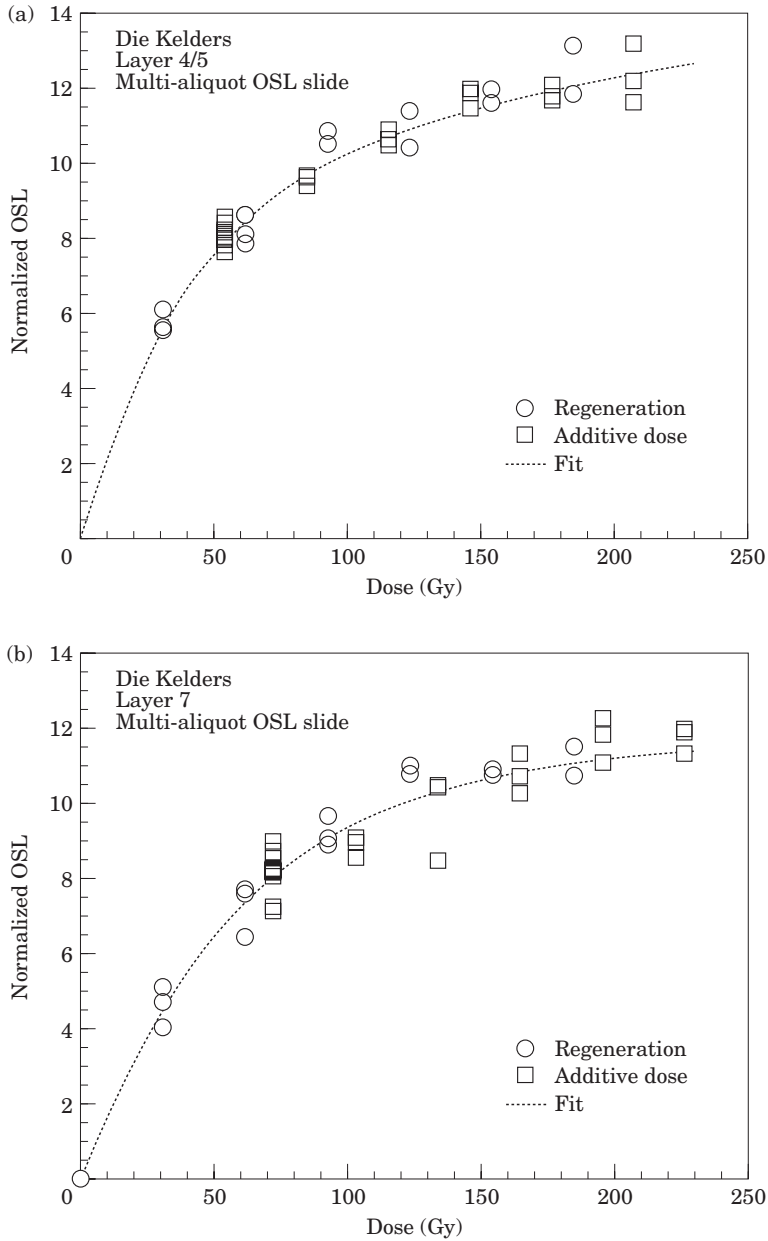 (a)
Die Kelders
Layer 4/5
Multi-aliquot OSL slide
14
12
10
8
6
4
2
0
Normalized OSL
Regeneration
Additive dose
Fit
50
100
150
200
250
Dose (Gy)
(b)
Die Kelders
Layer 7
Multi-aliquot OSL slide
14
12
10
8
6
4
2
0
Normalized OSL
Regeneration
Additive dose
Fit
50
100
150
200
250
Dose (Gy)